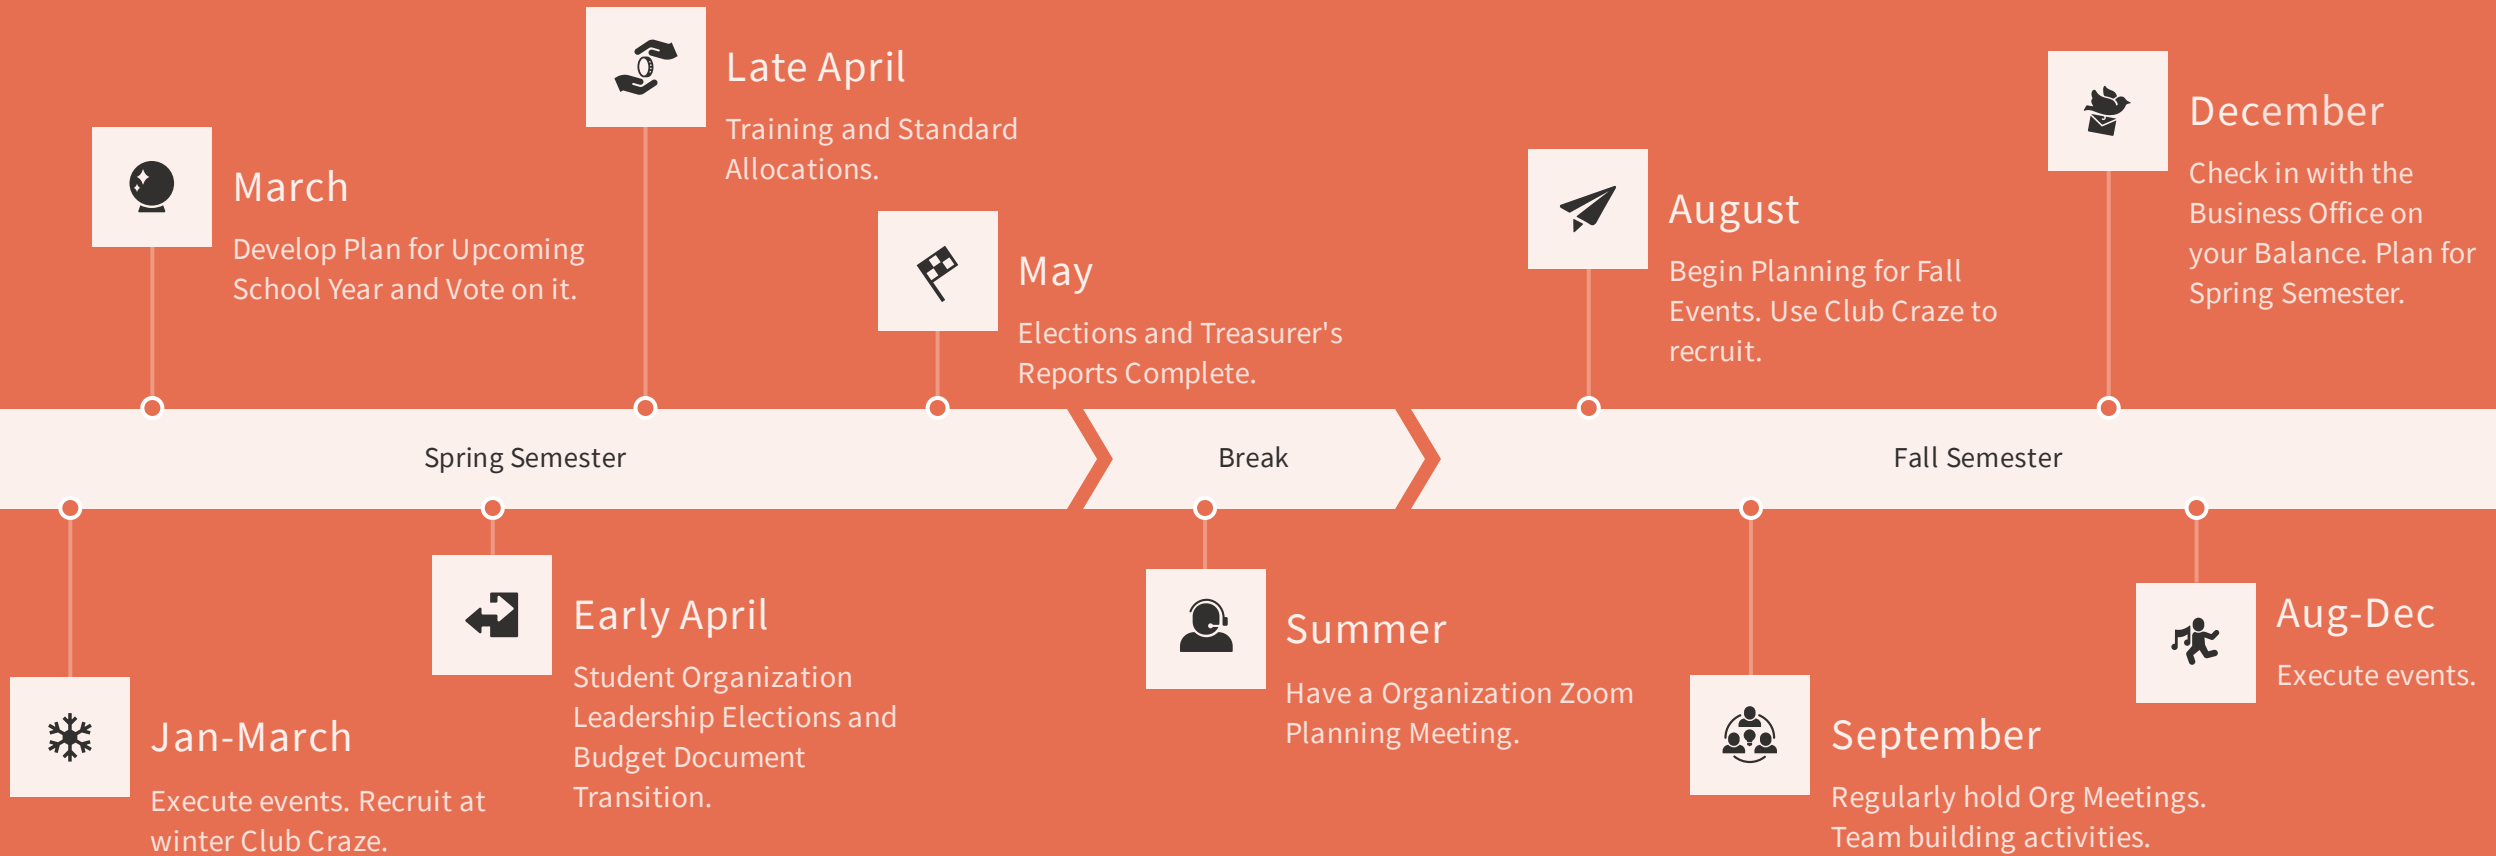 Late April
Training and Standard
Allocations.
December
Check in with the
Business Office on
your Balance. Plan for
Spring Semester.
March
Develop Plan for Upcoming
School Year and Vote on it.
August
Begin Planning for Fall
Events. Use Club Craze to
recruit.
May
Elections and Treasurer's
Reports Complete.
Spring Semester
Break
Fall Semester
Jan-March
Execute events. Recruit at
winter Club Craze.
Early April
Student Organization
Leadership Elections and
Budget Document
Transition.
Summer
Have a Organization Zoom
Planning Meeting.
September
Regularly hold Org Meetings.
Team building activities.
Aug-Dec
Execute events.